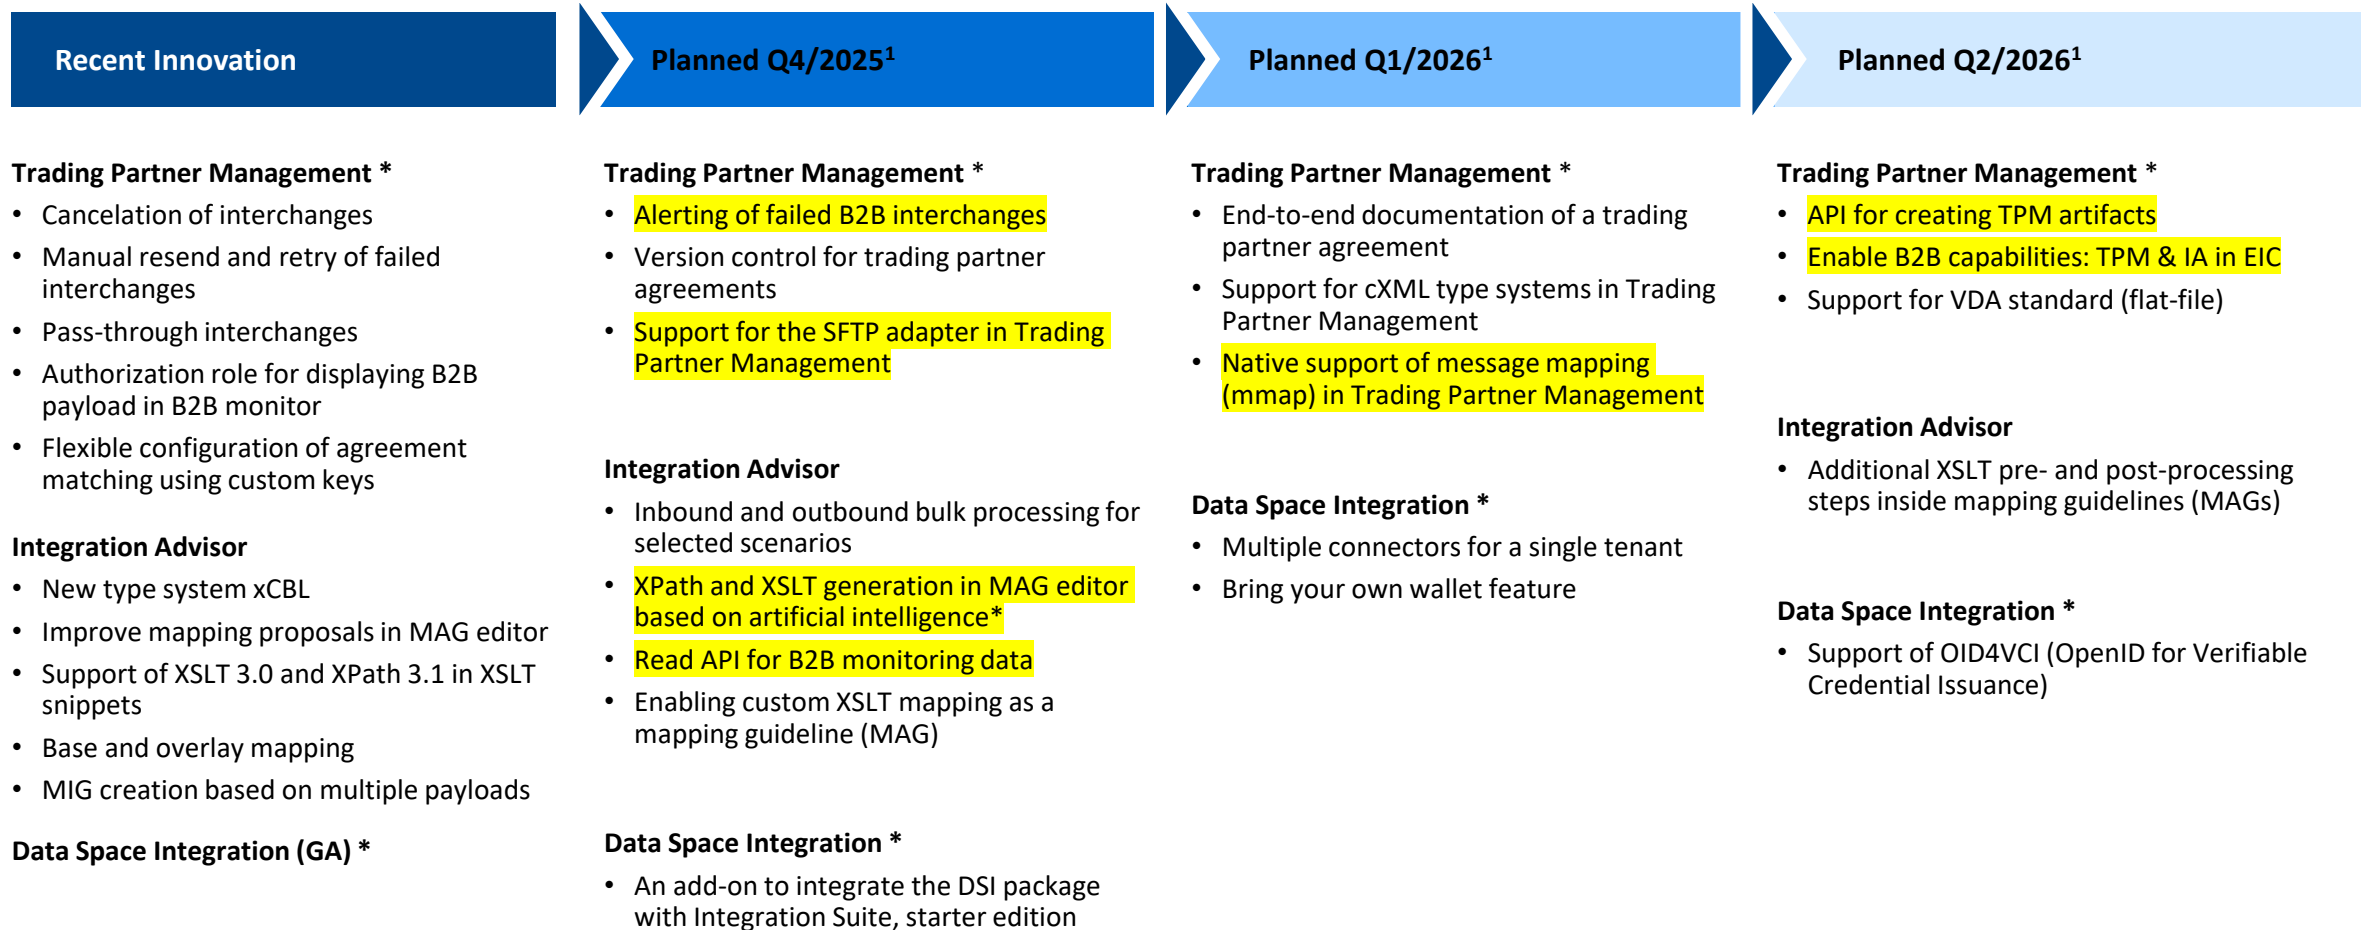 Recent Innovation
Planned Q4/2025¹
Planned Q1/2026¹
Planned Q2/2026¹
Trading Partner Management *
• Cancelation of interchanges
• Manual resend and retry of failed
interchanges
• Pass-through interchanges
• Authorization role for displaying B2B
payload in B2B monitor
• Flexible configuration of agreement
matching using custom keys
Integration Advisor
• New type system xCBL
• Improve mapping proposals in MAG editor
• Support of XSLT 3.0 and XPath 3.1 in XSLT
snippets
• Base and overlay mapping
• MIG creation based on multiple payloads
Data Space Integration (GA) *
Trading Partner Management *
• Alerting of failed B2B interchanges
• Version control for trading partner
agreements
• Support for the SFTP adapter in Trading
Partner Management
Integration Advisor
• Inbound and outbound bulk processing for
selected scenarios
• XPath and XSLT generation in MAG editor
based on artificial intelligence*
• Read API for B2B monitoring data
• Enabling custom XSLT mapping as a
mapping guideline (MAG)
Data Space Integration *
• An add-on to integrate the DSI package
with Integration Suite, starter edition
Trading Partner Management *
• End-to-end documentation of a trading
partner agreement
• Support for cXML type systems in Trading
Partner Management
• Native support of message mapping
(mmap) in Trading Partner Management
Data Space Integration *
• Multiple connectors for a single tenant
• Bring your own wallet feature
Trading Partner Management *
• API for creating TPM artifacts
• Enable B2B capabilities: TPM & IA in EIC
• Support for VDA standard (flat-file)
Integration Advisor
• Additional XSLT pre- and post-processing
steps inside mapping guidelines (MAGs)
Data Space Integration *
• Support of OID4VCI (OpenID for Verifiable
Credential Issuance)